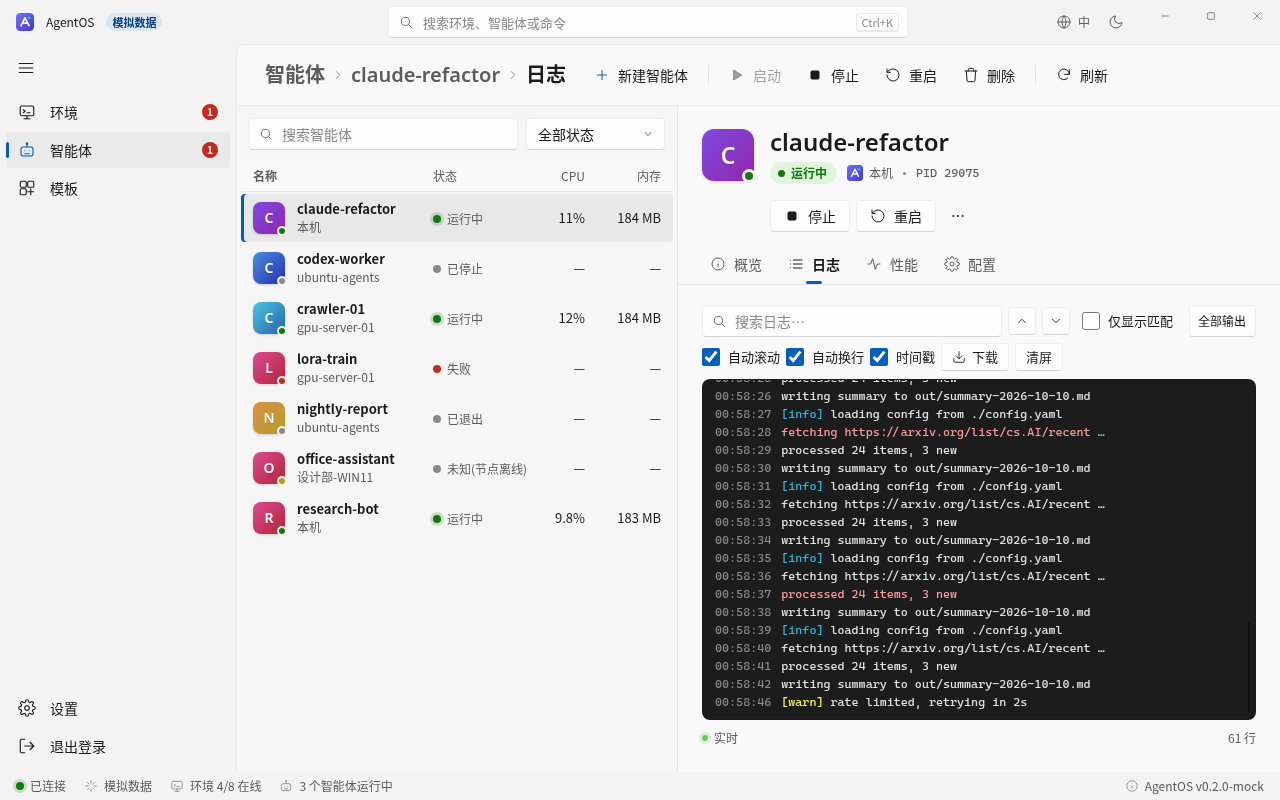 AgentOS 模拟数据 搜索环境、智能体或命令 Ctrl+K 中
环境 1
智能体 1
模板
设置
退出登录
智能体 › claude-refactor › 日志 新建智能体 启动 停止 重启 删除 刷新
搜索智能体 全部状态
名称 状态 CPU 内存
C claude-refactor 本机 运行中 11% 184 MB
C codex-worker ubuntu-agents 已停止 — —
C crawler-01 gpu-server-01 运行中 12% 184 MB
L lora-train gpu-server-01 失败 — —
N nightly-report ubuntu-agents 已退出 — —
O office-assistant 设计部-WIN11 未知(节点离线) — —
R research-bot 本机 运行中 9.8% 183 MB
C claude-refactor
运行中 本机 • PID 29075
停止 重启 ···
概览 日志 性能 配置
搜索日志··· 仅显示匹配 全部输出
自动滚动 自动换行 时间戳 下载 清屏
processed 24 items, 3 new
00:58:26 writing summary to out/summary-2026-10-10.md
00:58:27 [info] loading config from ./config.yaml
00:58:28 fetching https://arxiv.org/list/cs.AI/recent …
00:58:29 processed 24 items, 3 new
00:58:30 writing summary to out/summary-2026-10-10.md
00:58:31 [info] loading config from ./config.yaml
00:58:32 fetching https://arxiv.org/list/cs.AI/recent …
00:58:33 processed 24 items, 3 new
00:58:34 writing summary to out/summary-2026-10-10.md
00:58:35 [info] loading config from ./config.yaml
00:58:36 fetching https://arxiv.org/list/cs.AI/recent …
00:58:37 processed 24 items, 3 new
00:58:38 writing summary to out/summary-2026-10-10.md
00:58:39 [info] loading config from ./config.yaml
00:58:40 fetching https://arxiv.org/list/cs.AI/recent …
00:58:41 processed 24 items, 3 new
00:58:42 writing summary to out/summary-2026-10-10.md
00:58:46 [warn] rate limited, retrying in 2s
实时 61 行
已连接 模拟数据 环境 4/8 在线 3 个智能体运行中 AgentOS v0.2.0-mock